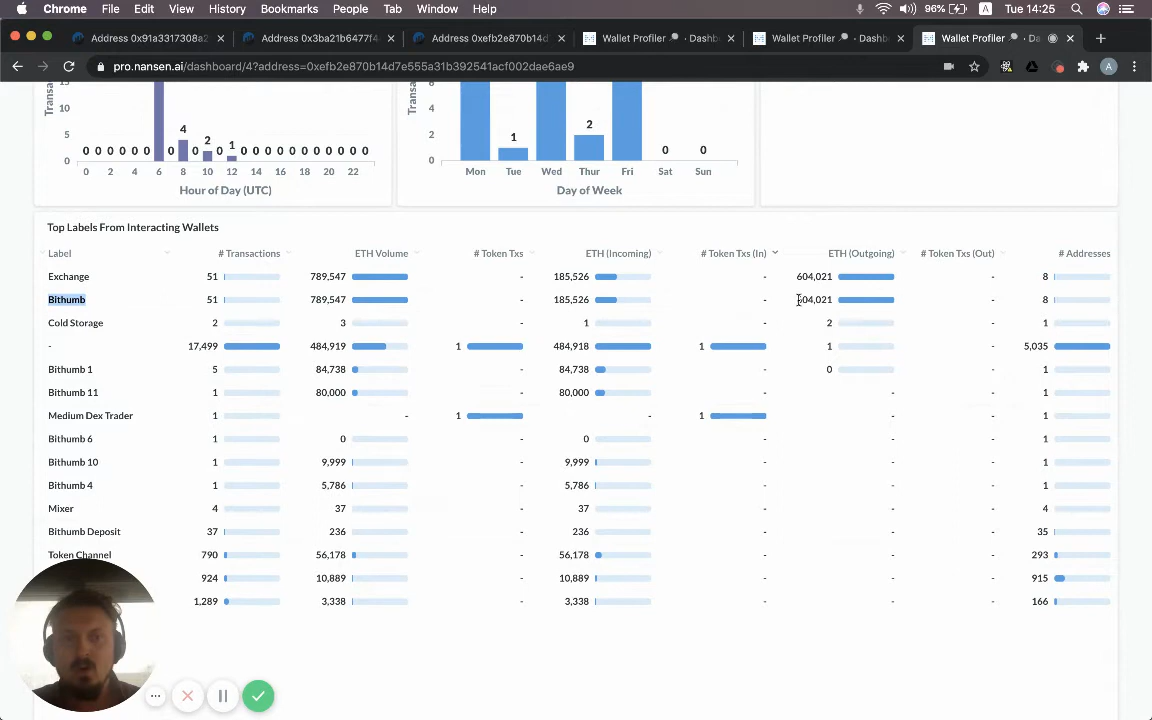 Chrome File Edit View History Bookmarks People Tab Window Help 96% A Tue 14:25
Address 0x91a3317308a2 × Address 0x3ba21b6477f4 × Address 0xefb2e870b14d × Wallet Profiler · Dashb × Wallet Profiler · Dashb × Wallet Profiler · Da × +
pro.nansen.ai/dashboard/4?address=0xefb2e870b14d7e555a31b392541acf002dae6ae9 A
Transa
15
10
5
0
0 0 0 0 0 0 4 0 2 0 1 0 0 0 0 0 0 0 0 0 0 0
0 2 4 6 8 10 12 14 16 18 20 22
Hour of Day (UTC)
Transa
6
4
2
0
1 2 0 0
Mon Tue Wed Thur Fri Sat Sun
Day of Week
Top Labels From Interacting Wallets
Label # Transactions ETH Volume # Token Txs ETH (Incoming) # Token Txs (In) ETH (Outgoing) # Token Txs (Out) # Addresses
Exchange 51 789,547 - 185,526 - 604,021 - 8
Bithumb 51 789,547 - 185,526 - 604,021 - 8
Cold Storage 2 3 - 1 - 2 - 1
- 17,499 484,919 1 484,918 1 1 - 5,035
Bithumb 1 5 84,738 - 84,738 - 0 - 1
Bithumb 11 1 80,000 - 80,000 - - - 1
Medium Dex Trader 1 - 1 - 1 - - 1
Bithumb 6 1 0 - 0 - - - 1
Bithumb 10 1 9,999 - 9,999 - - - 1
Bithumb 4 1 5,786 - 5,786 - - - 1
Mixer 4 37 - 37 - - - 4
Bithumb Deposit 37 236 - 236 - - - 35
Token Channel 790 56,178 - 56,178 - - - 293
924 10,889 - 10,889 - - - 915
1,289 3,338 - 3,338 - - - 166